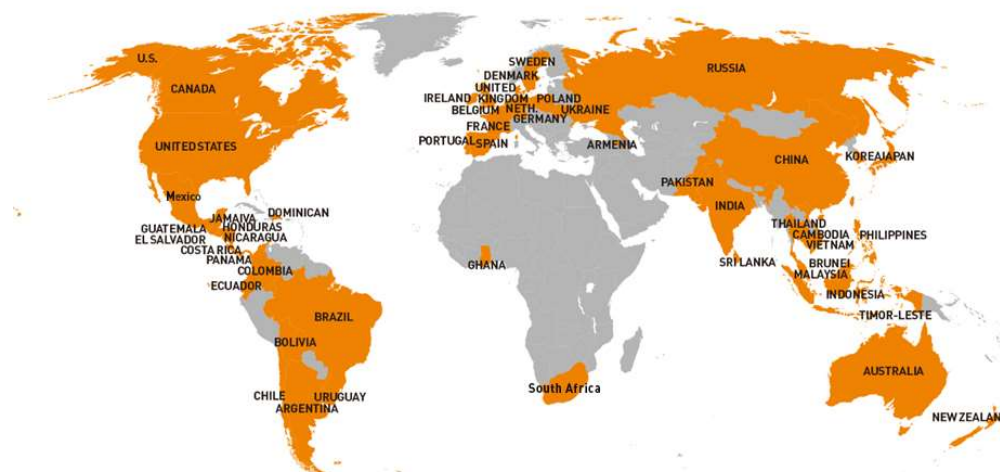 U.S.
CANADA
UNITED STATES
Mexico
JAMAIVA
DOMINICAN
GUATEMALA
HONDURAS
EL SALVADOR
NICARAGUA
COSTA RICA
PANAMA
COLOMBIA
ECUADOR
BRAZIL
BOLIVIA
CHILE
URUGUAY
ARGENTINA
SWEDEN
DENMARK
UNITED
KINGDOM
IRELAND
POLAND
BELGIUM
NETH.
UKRAINE
GERMANY
FRANCE
PORTUGAL
SPAIN
ARMENIA
GHANA
South Africa
RUSSIA
CHINA
KOREA
JAPAN
PAKISTAN
INDIA
THAILAND
CAMBODIA
PHILIPPINES
VIETNAM
SRI LANKA
BRUNEI
MALAYSIA
INDONESIA
TIMOR-LESTE
AUSTRALIA
NEW ZEALAN